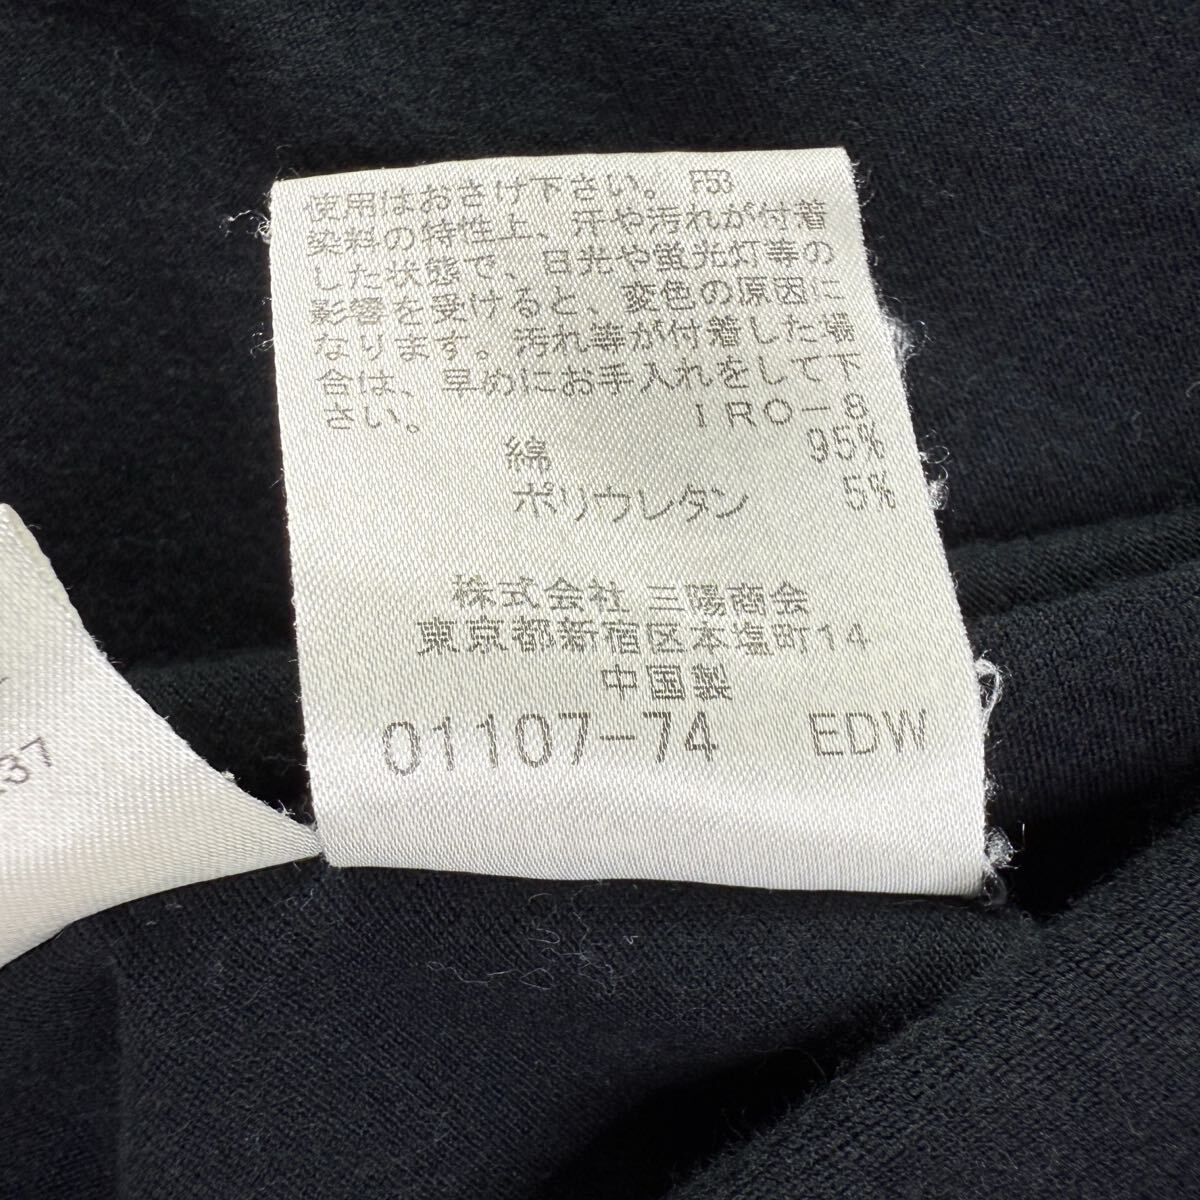 使用はおさけ下さい。 F53
染料の特性上、汗や汚れが付着
した状態で、日光や蛍光灯等の
影響を受けると、変色の原因に
なります。汚れ等が付着した場
合は、早めにお手入れをして下
さい。 IRO-8
綿 95%
ポリウレタン 5%
株式会社 三陽商会
東京都新宿区本塩町14
中国製
01107-74 EDW
37